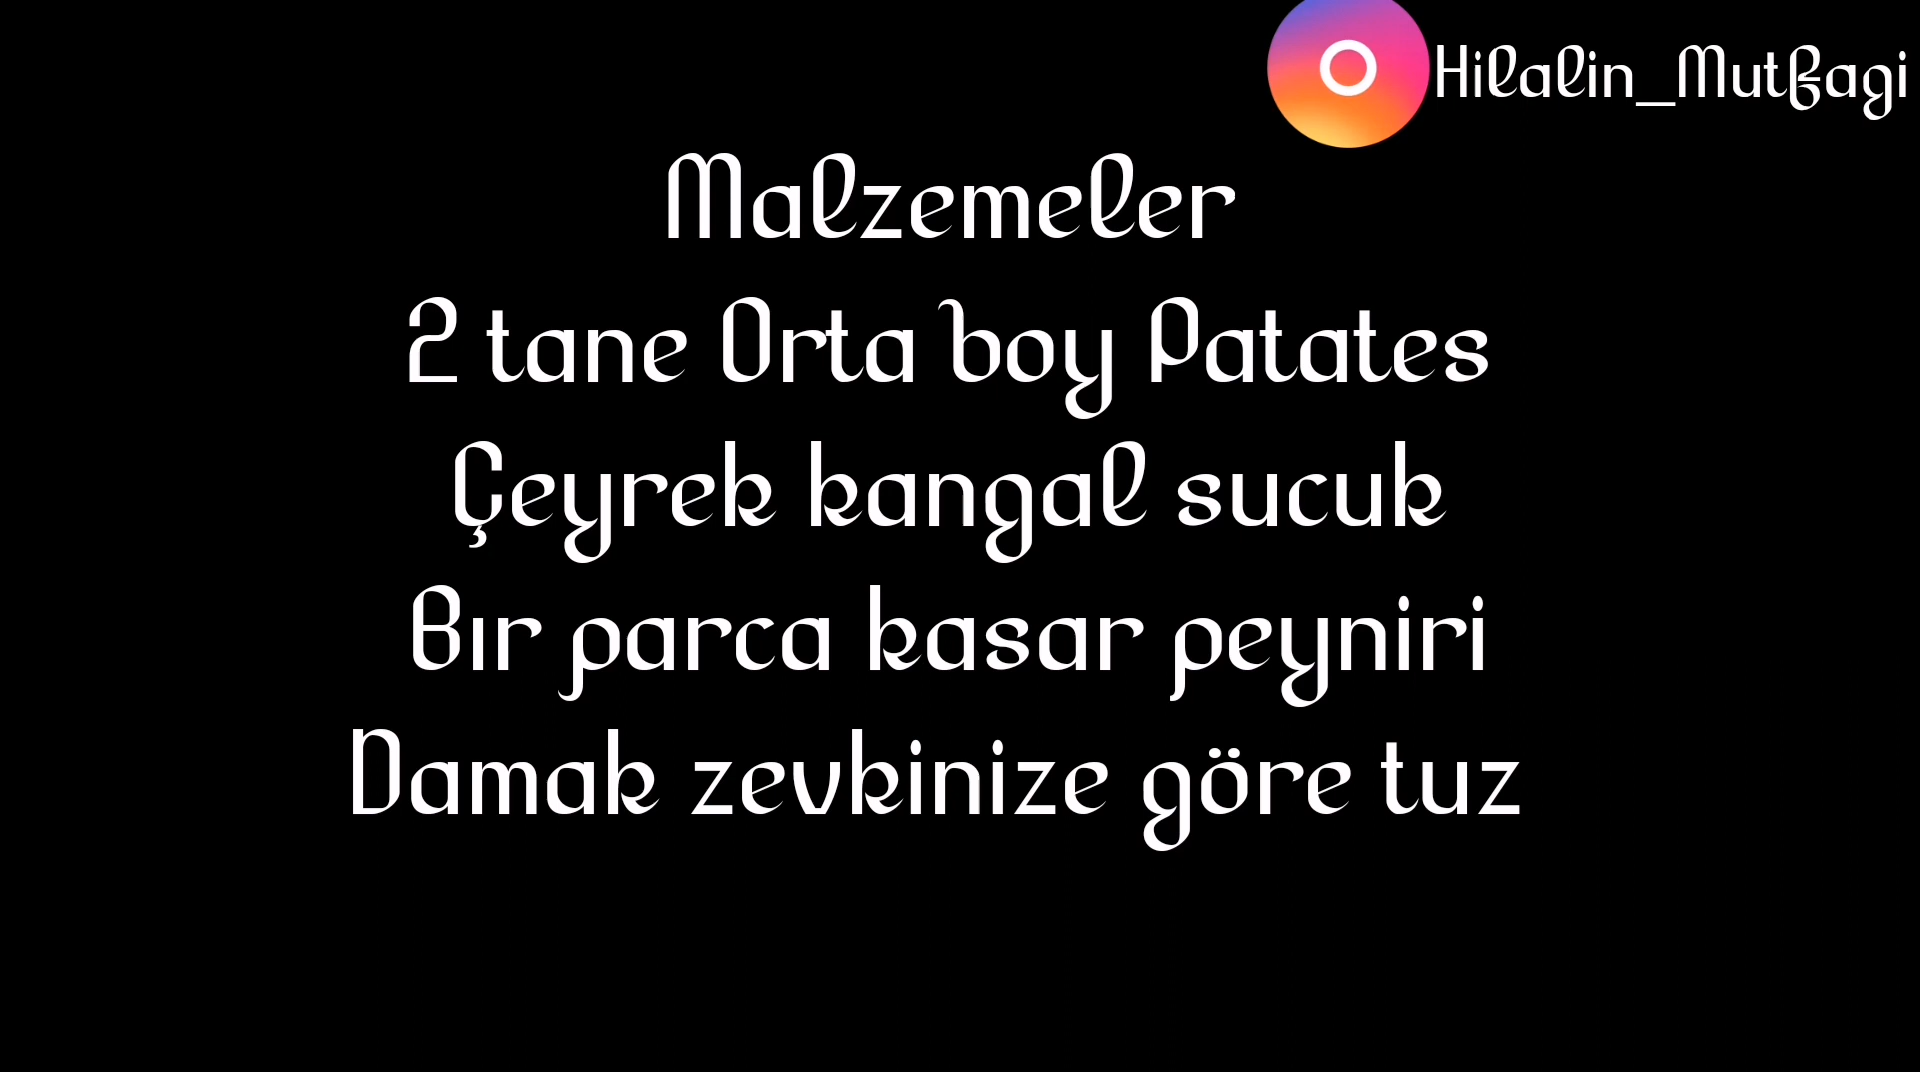 Hilalin_Mutfagi
Malzemeler
2 tane Orta boy Patates
Çeyrek kangal sucuk
Bır parca kasar peyniri
Damak zevkinize göre tuz